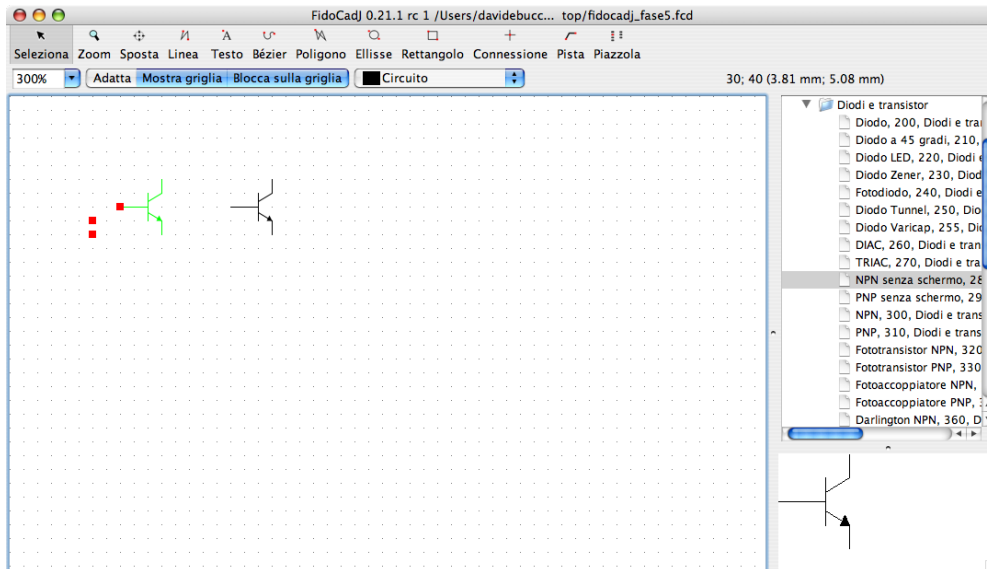 FidoCadJ 0.21.1 rc 1 /Users/davidebucc... top/fidocadj_fase5.fcd
Seleziona Zoom Sposta Linea Testo Bézier Poligono Ellisse Rettangolo Connessione Pista Piazzola
300% Adatta Mostra griglia Blocca sulla griglia Circuito 30; 40 (3.81 mm; 5.08 mm)
Diodi e transistor
Diodo, 200, Diodi e tra
Diodo a 45 gradi, 210,
Diodo LED, 220, Diodi e
Diodo Zener, 230, Diod
Fotodiodo, 240, Diodi e
Diodo Tunnel, 250, Dio
Diodo Varicap, 255, Di
DIAC, 260, Diodi e tran
TRIAC, 270, Diodi e tra
NPN senza schermo, 28
PNP senza schermo, 29
NPN, 300, Diodi e trans
PNP, 310, Diodi e trans
Fototransistor NPN, 320
Fototransistor PNP, 330
Fotoaccoppiatore NPN,
Fotoaccoppiatore PNP,
Darlington NPN, 360, D